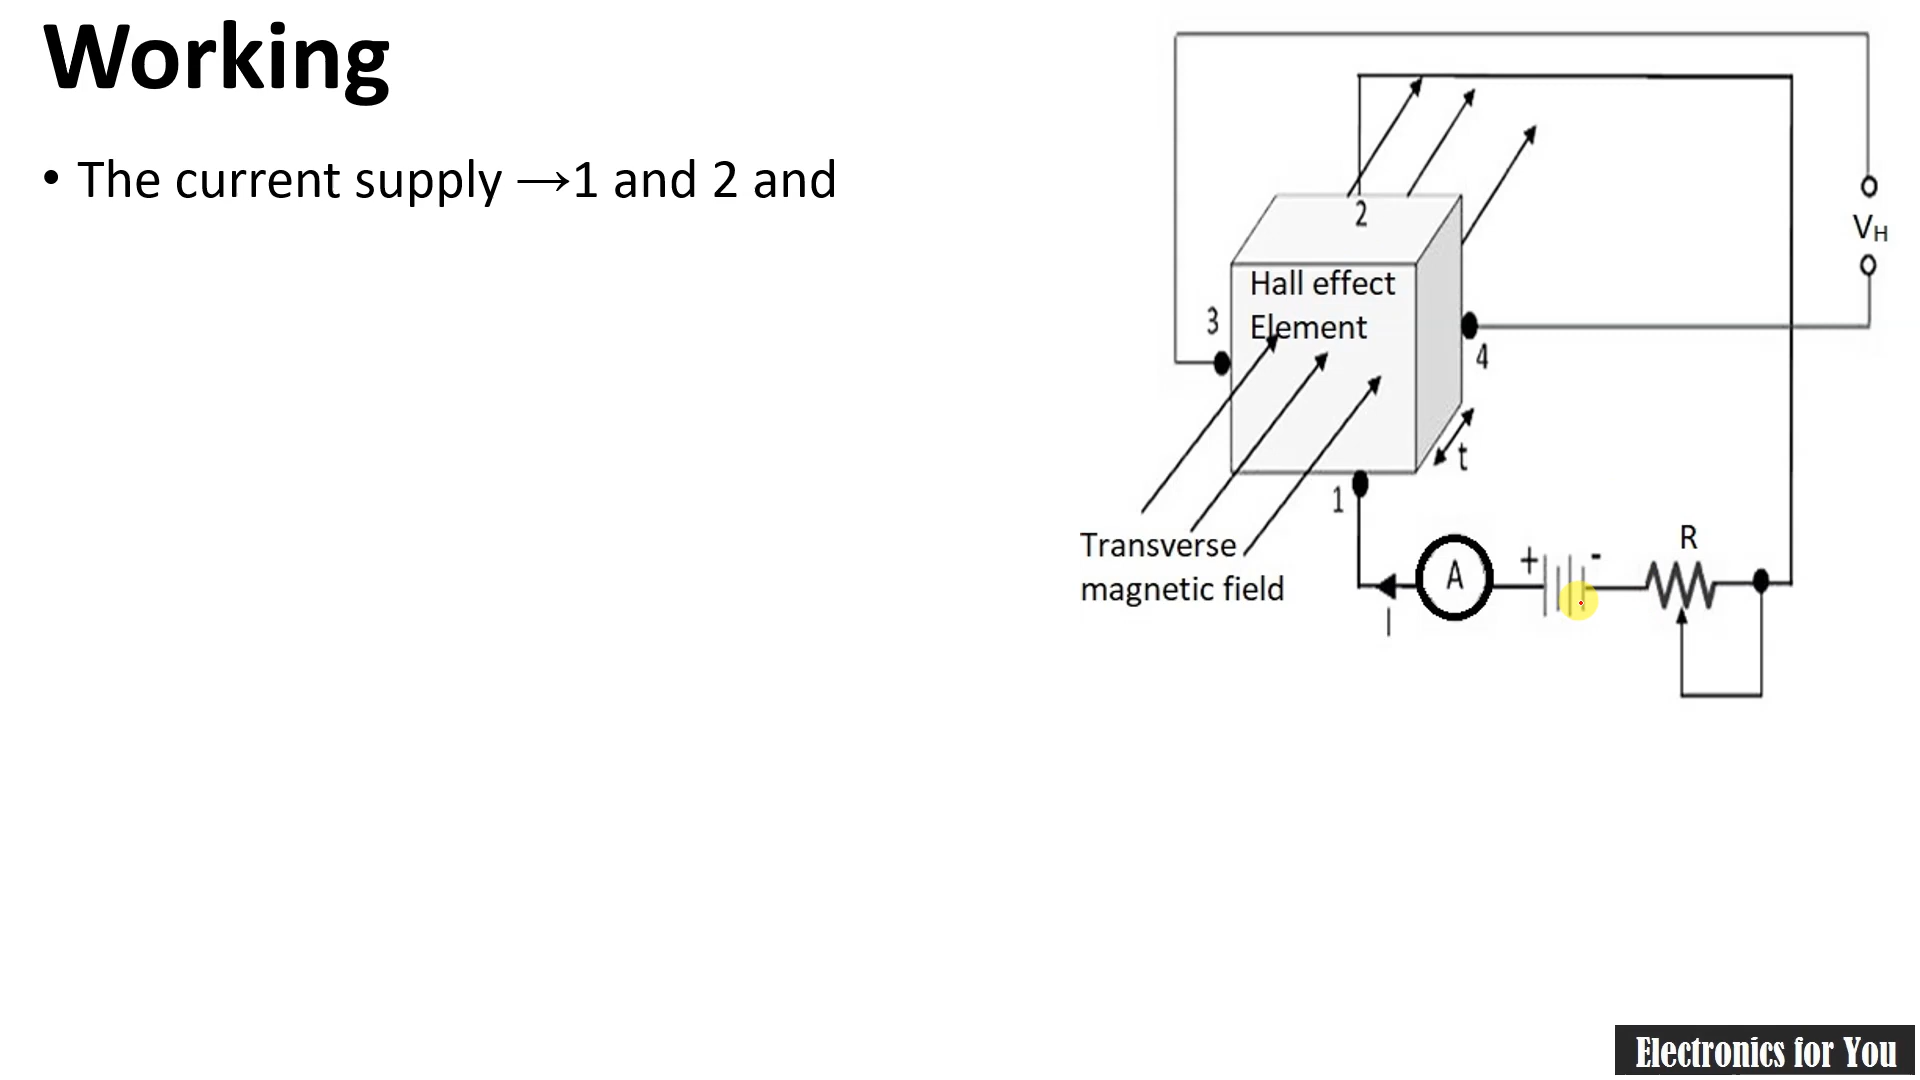 Working
• The current supply →1 and 2 and
2
Hall effect
Element
3
4
VH
t
1
Transverse
magnetic field
I
A
+
-
R
Electronics for You